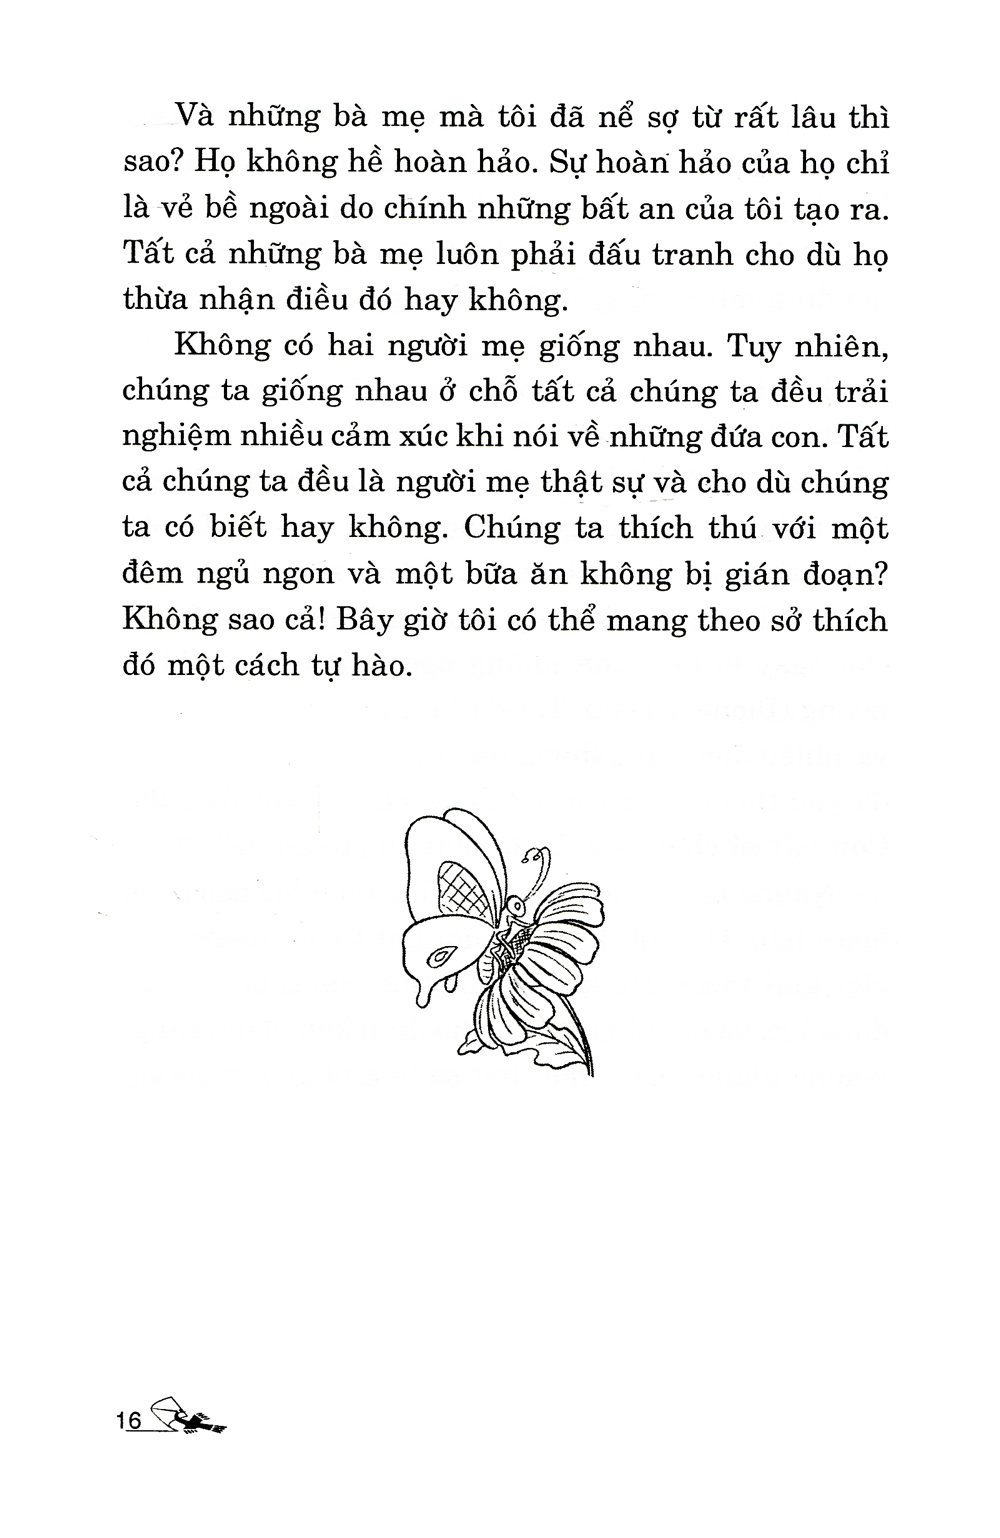 Và những bà mẹ mà tôi đã nể sợ từ rất lâu thì
sao? Họ không hề hoàn hảo. Sự hoàn hảo của họ chỉ
là vẻ bề ngoài do chính những bất an của tôi tạo ra.
Tất cả những bà mẹ luôn phải đấu tranh cho dù họ
thừa nhận điều đó hay không.
Không có hai người mẹ giống nhau. Tuy nhiên,
chúng ta giống nhau ở chỗ tất cả chúng ta đều trải
nghiệm nhiều cảm xúc khi nói về những đứa con. Tất
cả chúng ta đều là người mẹ thật sự và cho dù chúng
ta có biết hay không. Chúng ta thích thú với một
đêm ngủ ngon và một bữa ăn không bị gián đoạn?
Không sao cả! Bây giờ tôi có thể mang theo sở thích
đó một cách tự hào.
16